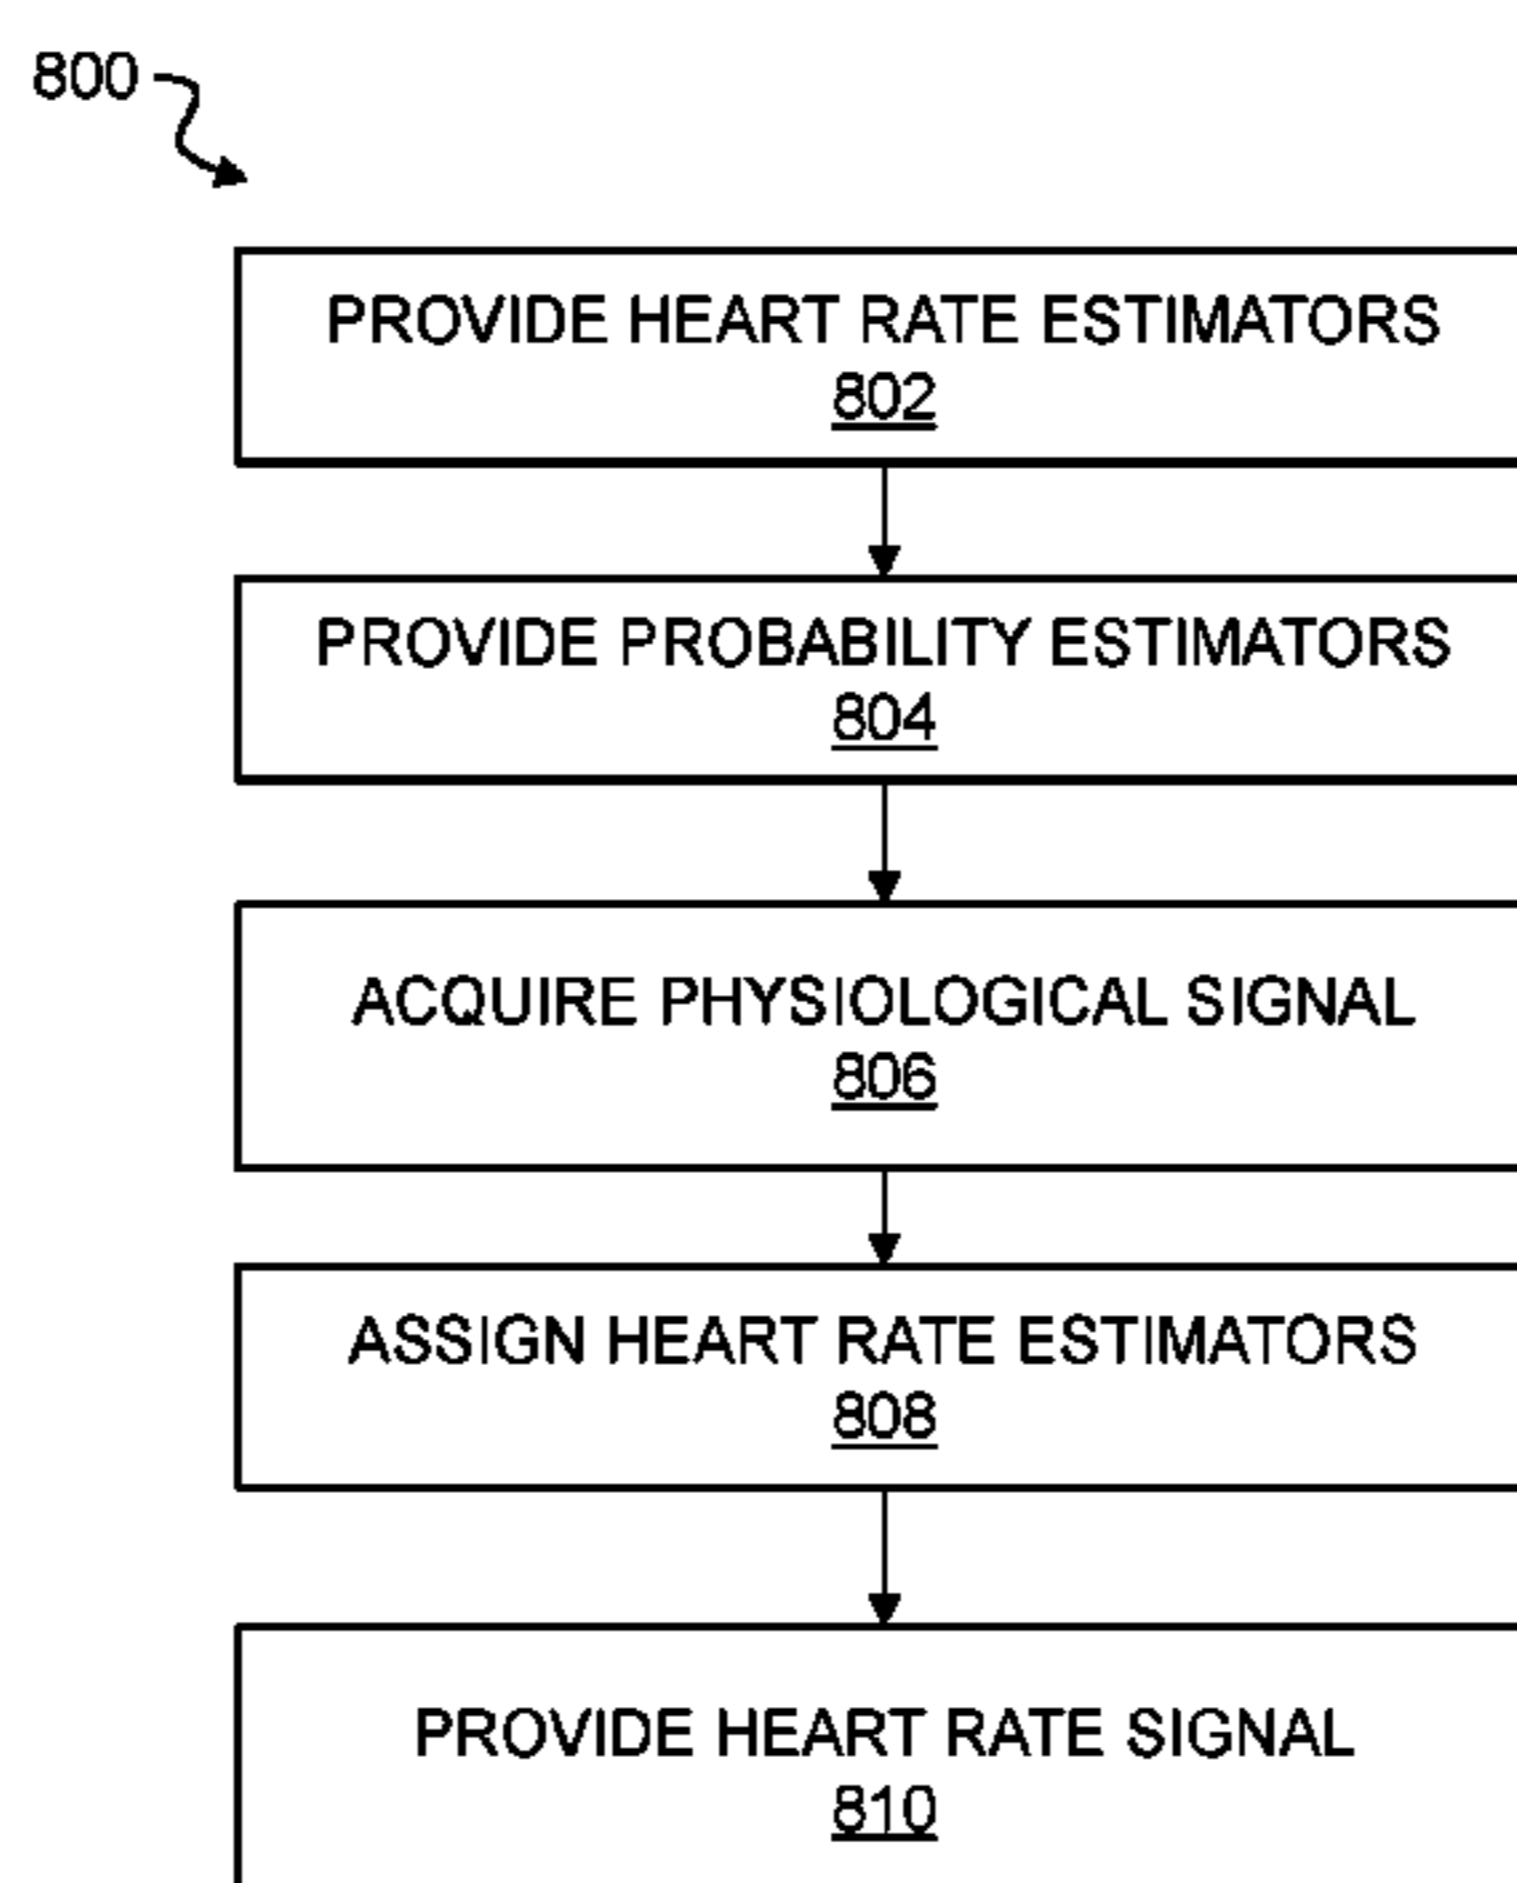 800
PROVIDE HEART RATE ESTIMATORS
802
PROVIDE PROBABILITY ESTIMATORS
804
ACQUIRE PHYSIOLOGICAL SIGNAL
806
ASSIGN HEART RATE ESTIMATORS
808
PROVIDE HEART RATE SIGNAL
810